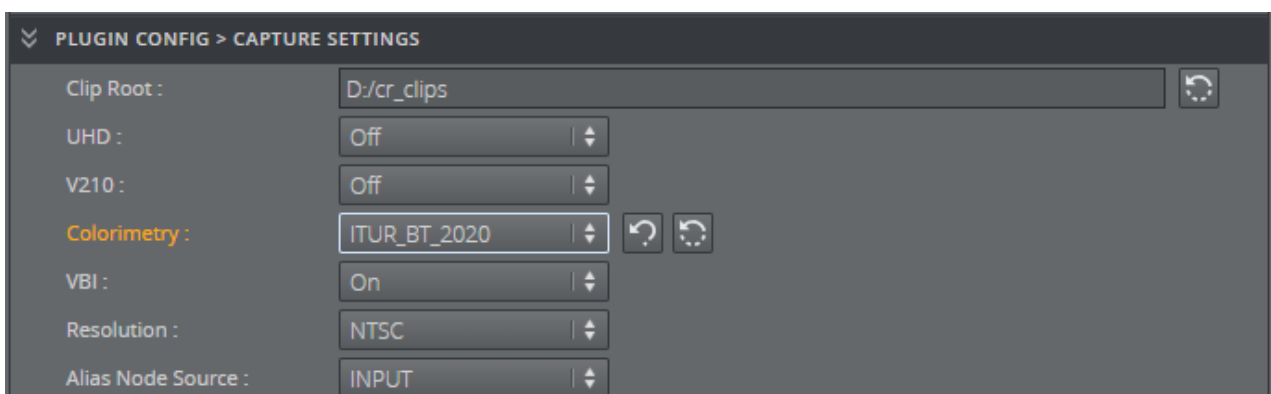 PLUGIN CONFIG > CAPTURE SETTINGS
Clip Root : D:/cr_clips
UHD : Off
V210 : Off
Colorimetry : ITUR_BT_2020
VBI : On
Resolution : NTSC
Alias Node Source : INPUT